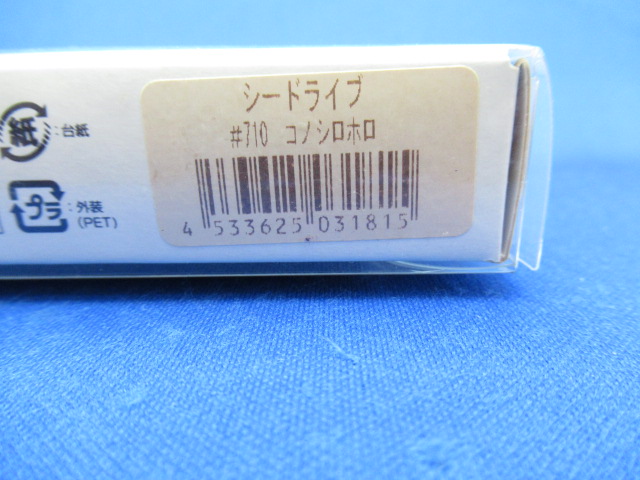 シードライブ
#710 コノシロホロ
4 533625 031815
紙
:台紙
プラ
:外装
(PET)